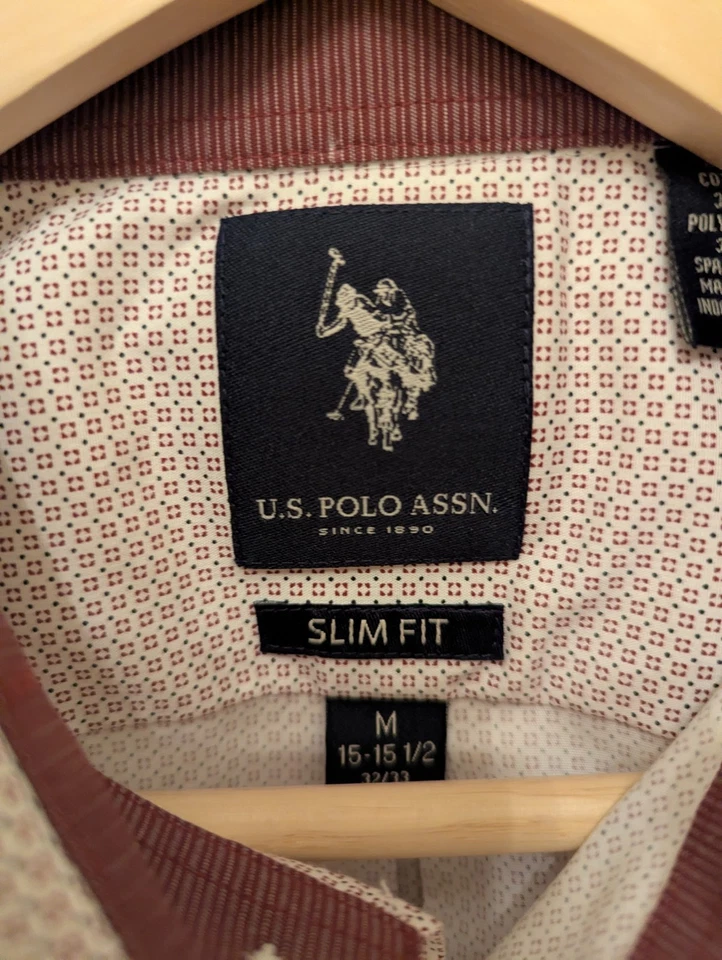 U.S. POLO ASSN.
SINCE 1890
SLIM FIT
M
15-15 1/2
32/33